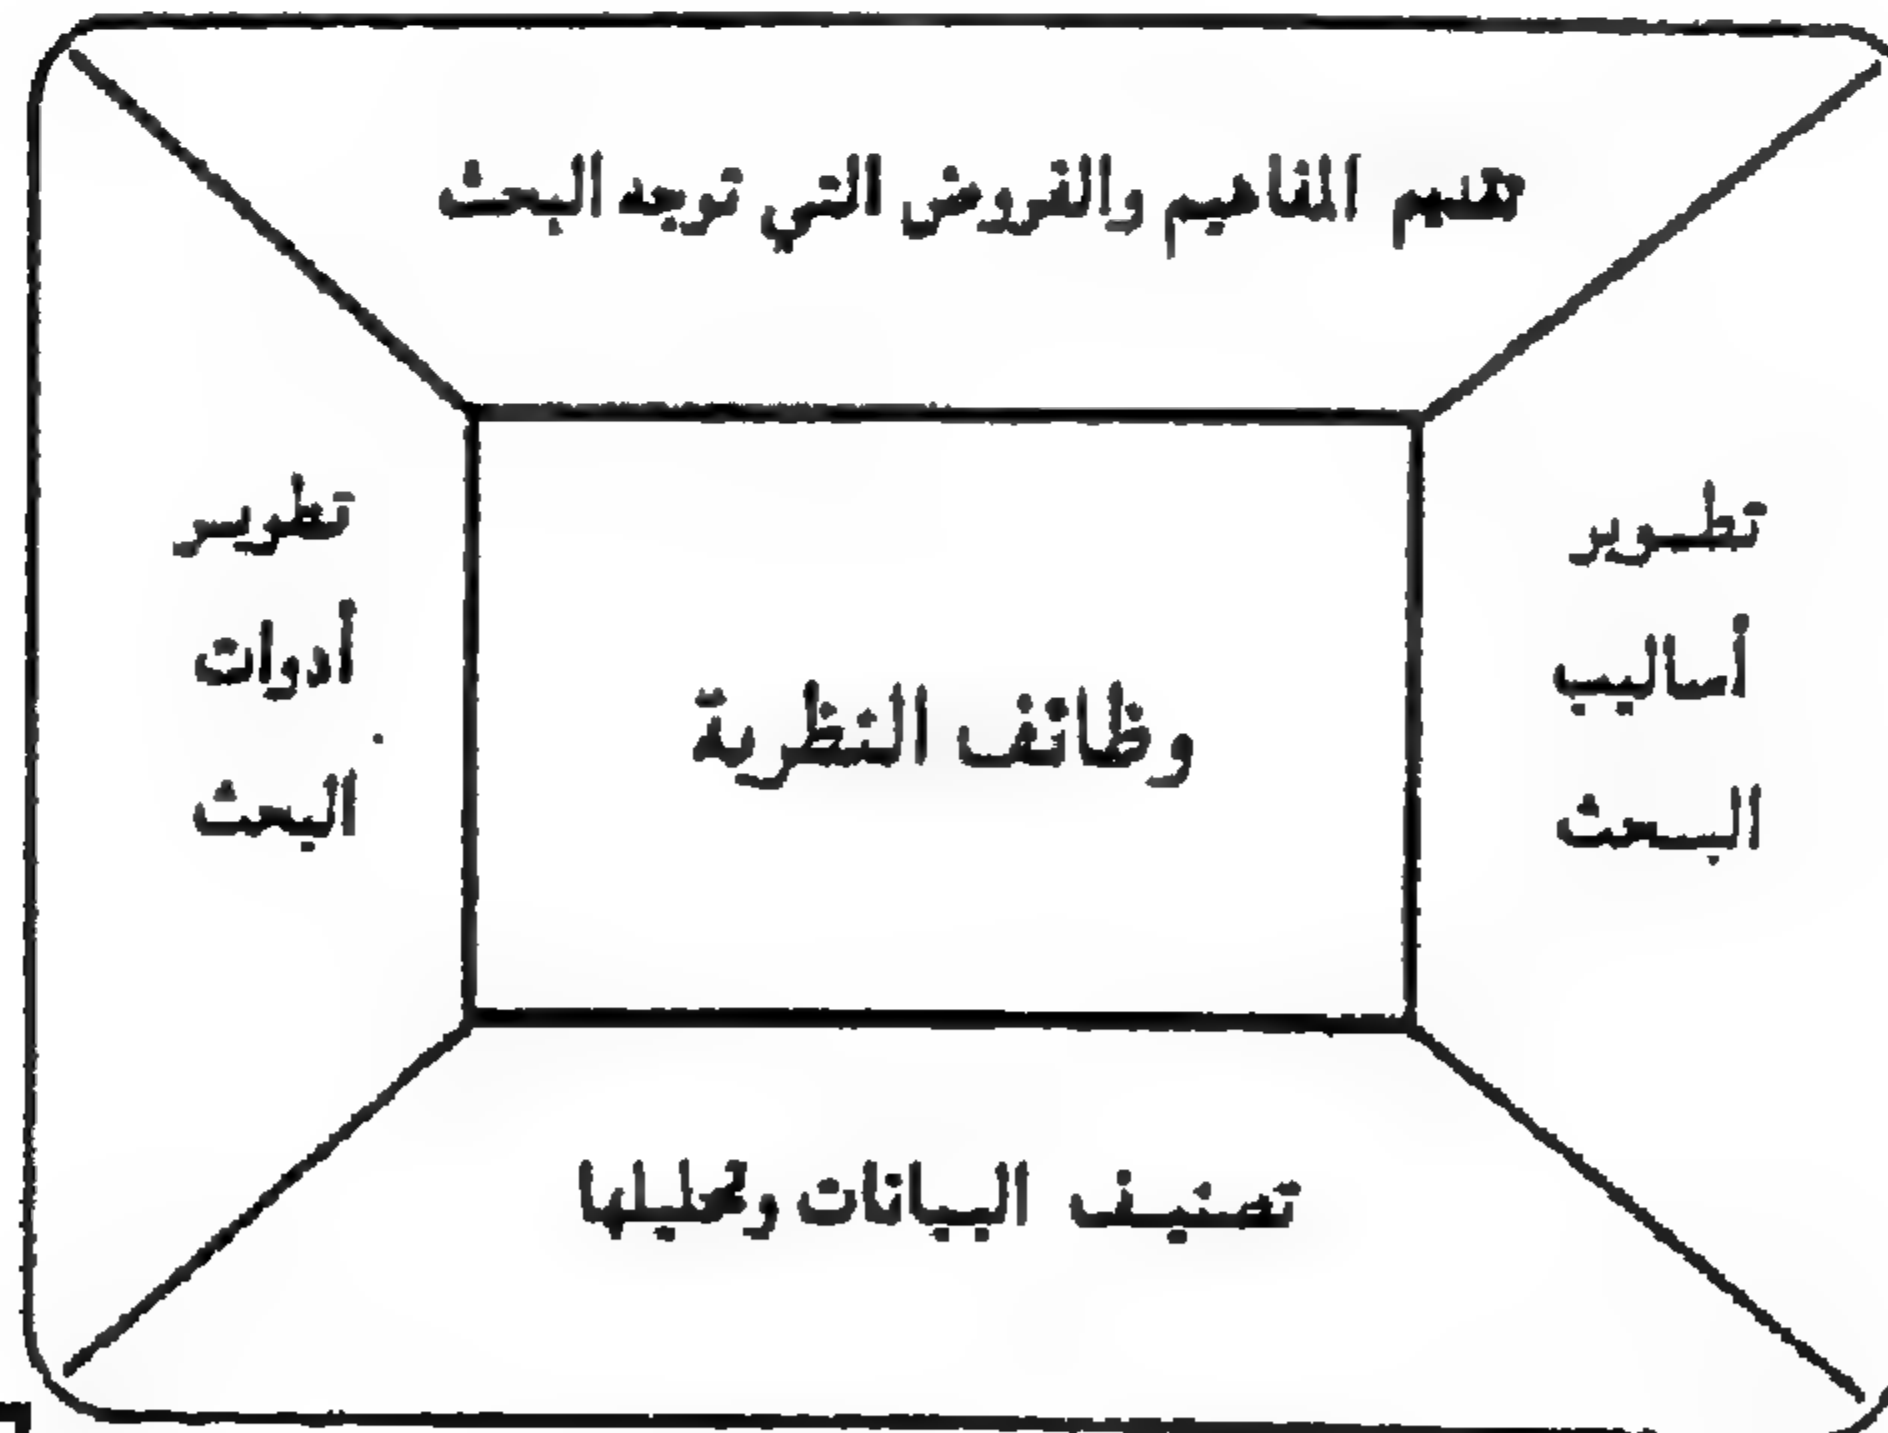 تقديم المفاهيم والفروض التي توجه البحث
تطوير
أساليب
البحث
وظائف النظرية
تطوير
أدوات
البحث
تصنيف البيانات وتحليلها